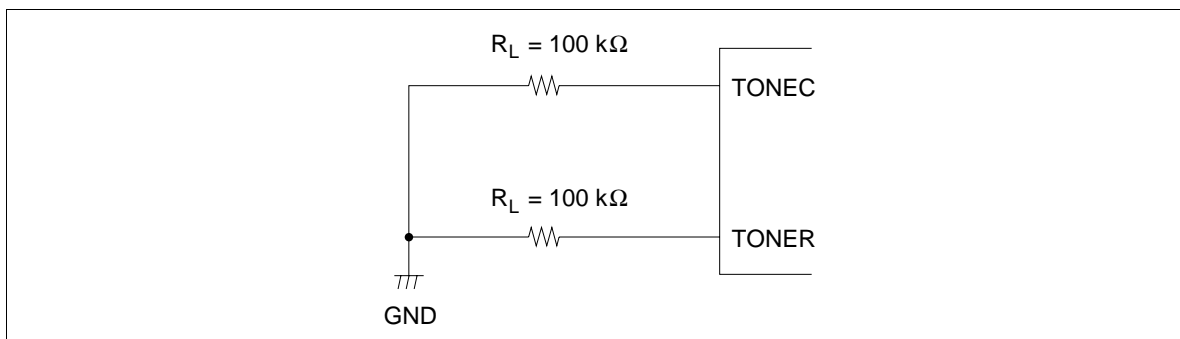 R_L = 100 kΩ
TONEC
R_L = 100 kΩ
TONER
GND